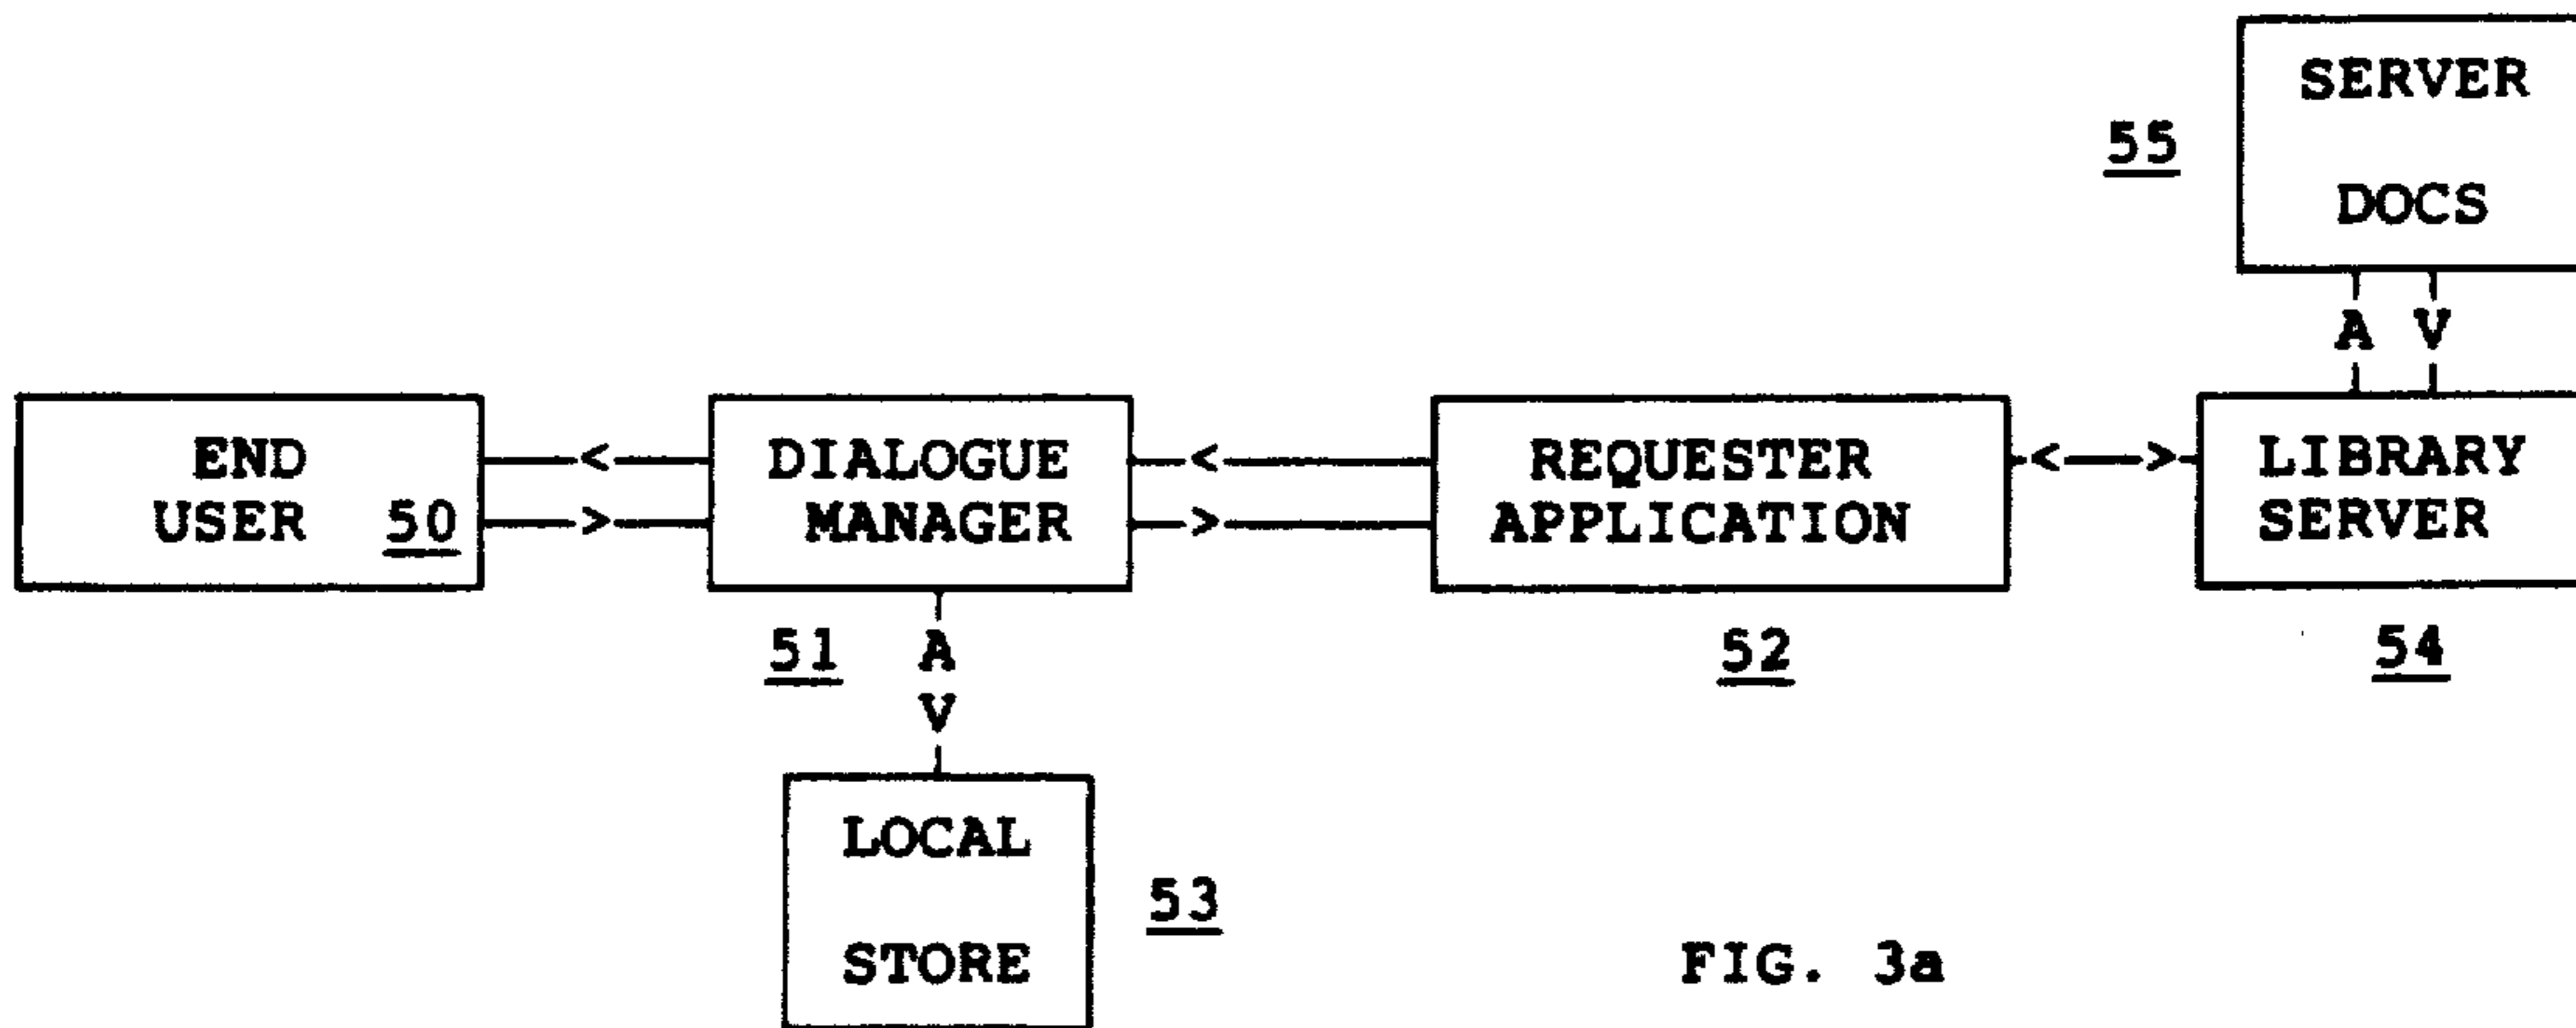 SERVER
55
DOCS
A V
END USER 50
DIALOGUE MANAGER
REQUESTER APPLICATION
LIBRARY SERVER
<
>
<
>
< >
51
A
V
52
54
LOCAL
STORE
53
FIG. 3a